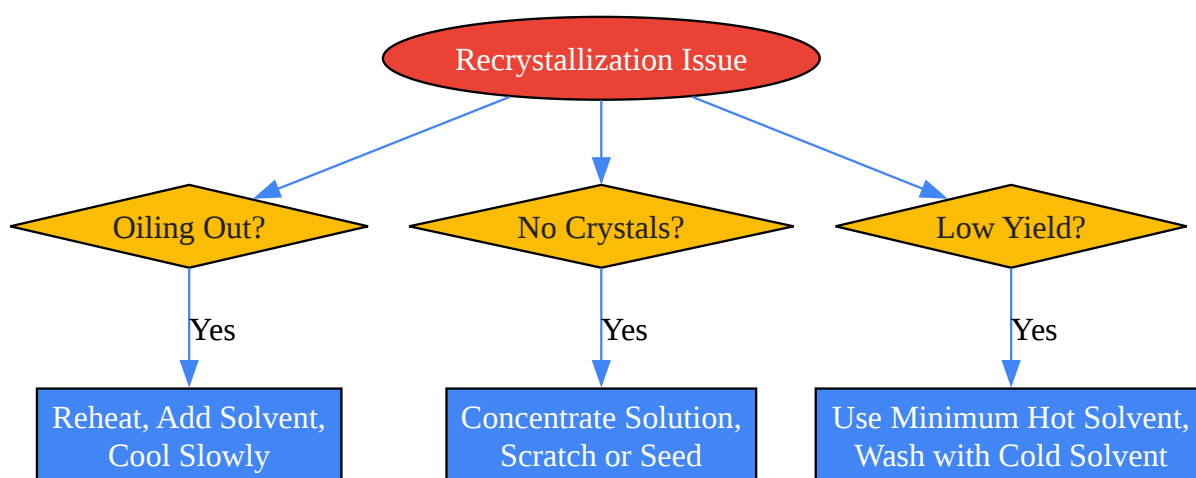 Recrystallization Issue
Oiling Out?
No Crystals?
Low Yield?
Yes
Yes
Yes
Reheat, Add Solvent,
Cool Slowly
Concentrate Solution,
Scratch or Seed
Use Minimum Hot Solvent,
Wash with Cold Solvent